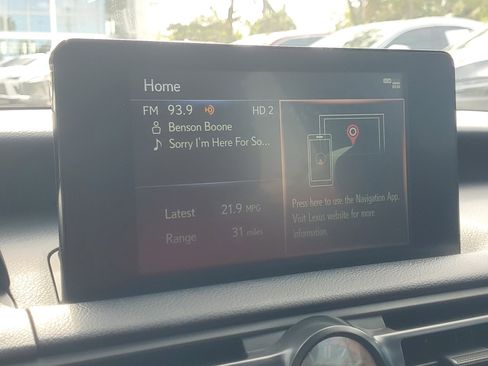 Home
FM 93.9 HD 2
Benson Boone
Sorry I'm Here For So...
Latest 21.9 MPG
Range 31 miles
Press here to use the Navigation App.
Visit Lexus website for more
information.